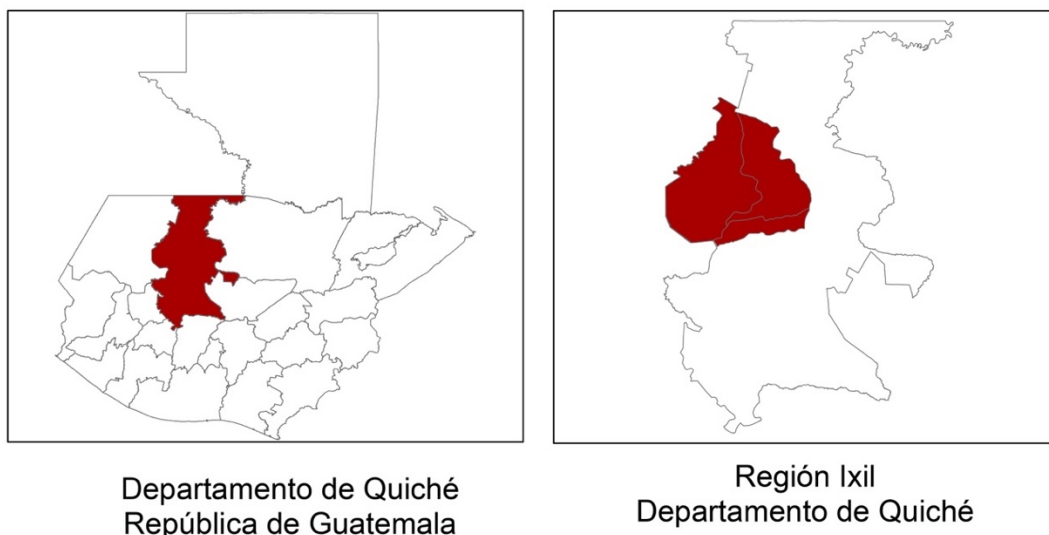 Departamento de Quiché
República de Guatemala
Región Ixil
Departamento de Quiché